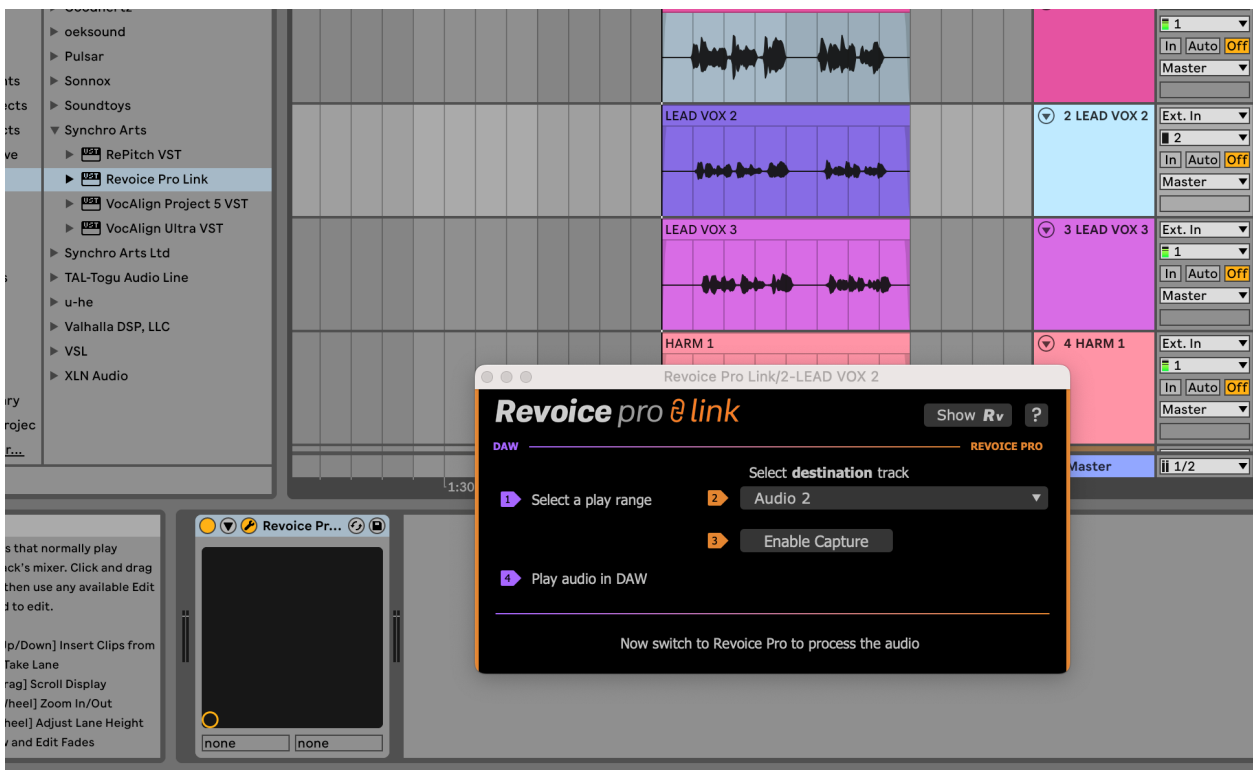 oeksound
Pulsar
Sonnox
Soundtoys
Synchro Arts
RePitch VST
Revoice Pro Link
VocAlign Project 5 VST
VocAlign Ultra VST
Synchro Arts Ltd
TAL-Togu Audio Line
u-he
Valhalla DSP, LLC
VSL
XLN Audio
LEAD VOX 2
LEAD VOX 3
HARM 1
1
In Auto Off
Master
2 LEAD VOX 2 Ext. In
2
In Auto Off
Master
3 LEAD VOX 3 Ext. In
1
In Auto Off
Master
4 HARM 1 Ext. In
1
In Auto Off
Master
Master 1/2
1:30
Revoice Pro Link/2-LEAD VOX 2
Revoice pro link
Show Rv ?
DAW REVOICE PRO
Select destination track
1 Select a play range 2 Audio 2
3 Enable Capture
4 Play audio in DAW
Now switch to Revoice Pro to process the audio
s that normally play
ck's mixer. Click and drag
then use any available Edit
d to edit.
p/Down] Insert Clips from
Take Lane
rag] Scroll Display
heel] Zoom In/Out
heel] Adjust Lane Height
and Edit Fades
Revoice Pr...
none none